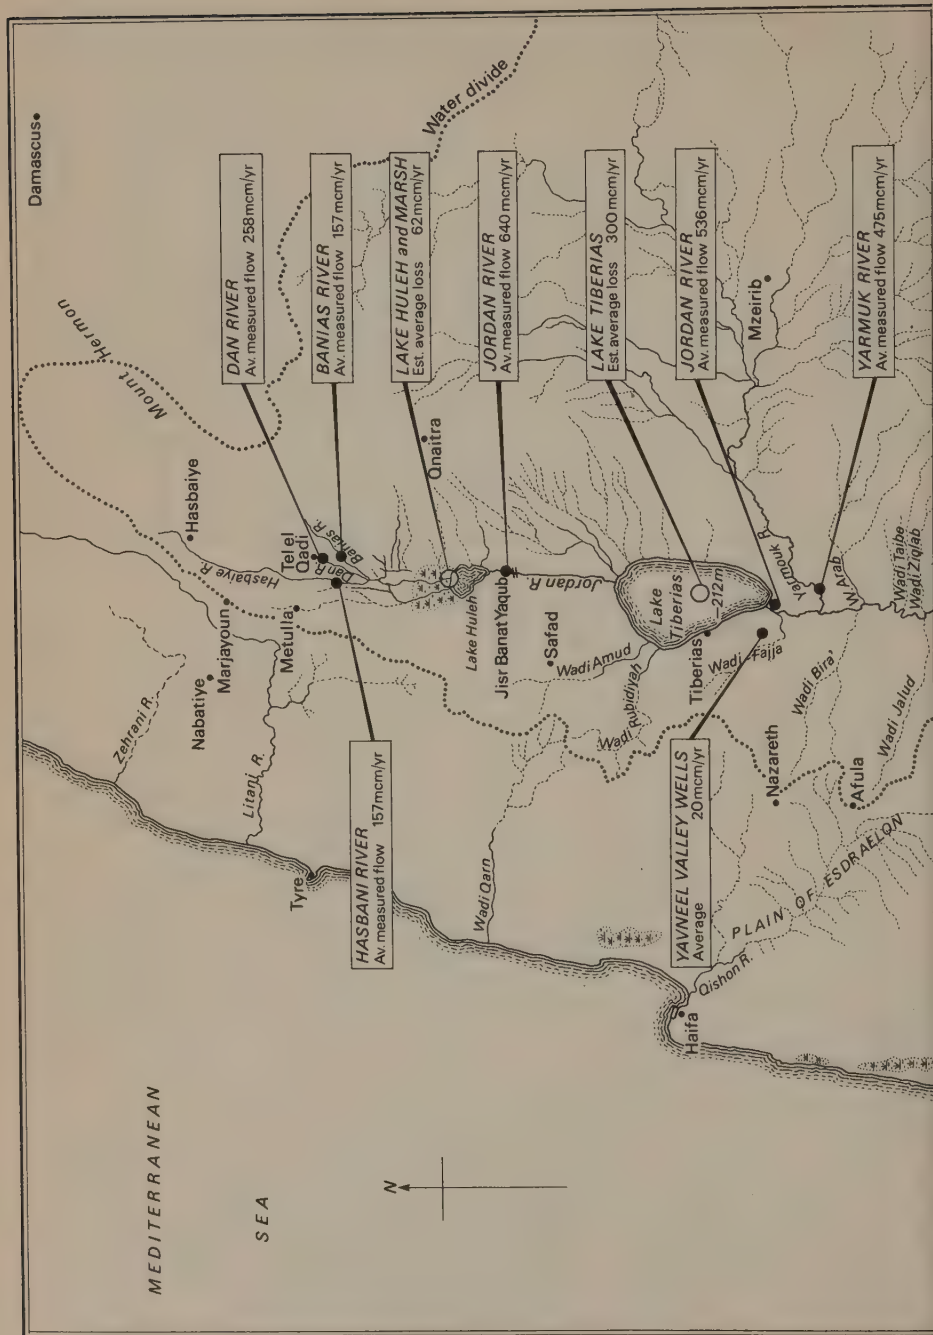 Damascus
Mount Hermon
Water divide
DAN RIVER
Av. measured flow 258mcm/yr
BANIAS RIVER
Av. measured flow 157mcm/yr
LAKE HULEH and MARSH
Est. average loss 62mcm/yr
JORDAN RIVER
Av. measured flow 640mcm/yr
LAKE TIBERIAS
Est. average loss 300mcm/yr
JORDAN RIVER
Av. measured flow 536mcm/yr
YARMUK RIVER
Av. measured flow 475mcm/yr
Mzeirib
Qnaitra
Hasbaiye
Hasbaiye R.
Tel el
Qadi
Banias R.
Dan R.
Marjayoun
Nabatiye
Metulla
Zehrani R.
Litani R.
Lake Huleh
Jisr Banat Yaqub
Jordan R.
Safad
Wadi Amud
Lake
Tiberias
–212m
Tiberias
Wadi Rubidiyah
Wadi Fajja
Yarmouk R.
W. Arab
Wadi Taibe
Wadi Ziqlab
Wadi Bira'
Wadi Jalud
Nazareth
Afula
HASBANI RIVER
Av. measured flow 157mcm/yr
YAVNEEL VALLEY WELLS
Average 20mcm/yr
Tyre
Wadi Qarn
PLAIN OF ESDRAELON
Qishon R.
Haifa
MEDITERRANEAN
SEA
N